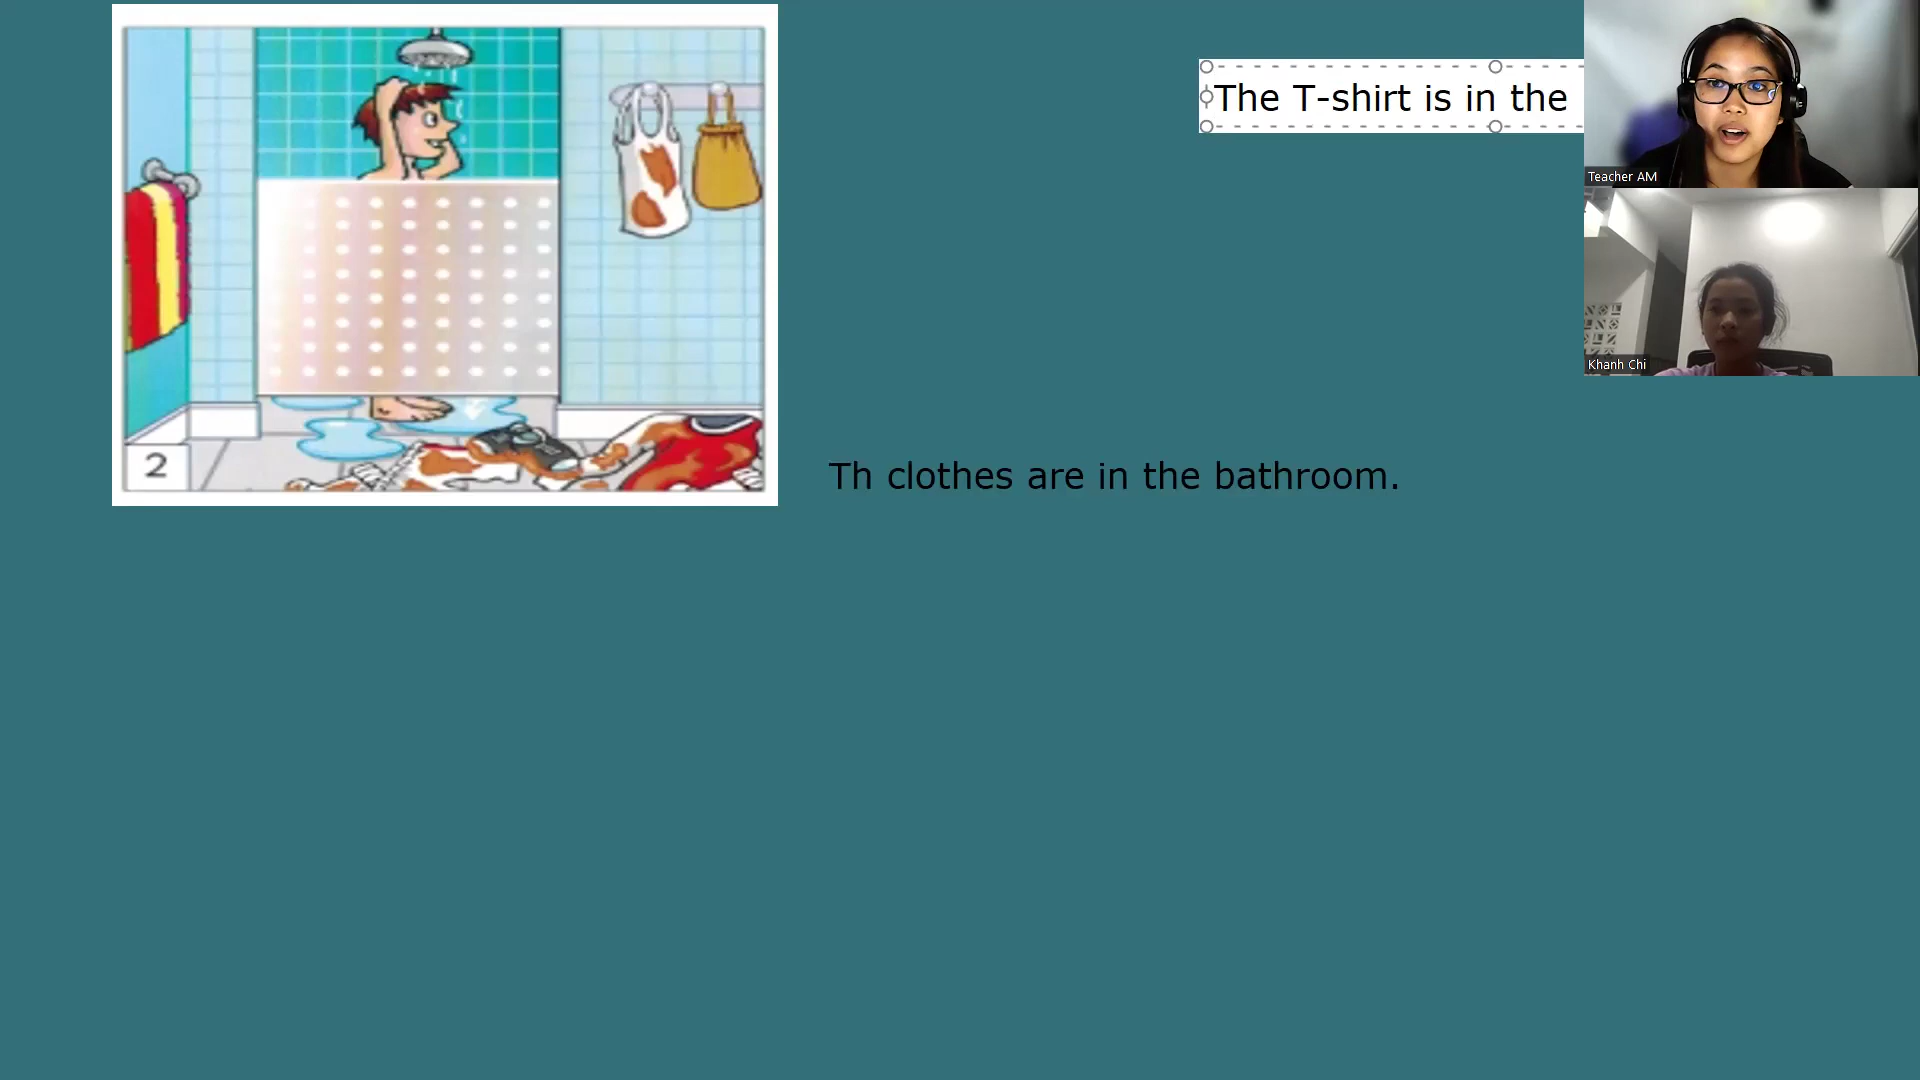 The T-shirt is in the
Teacher AM
Khanh Chi
2
Th clothes are in the bathroom.